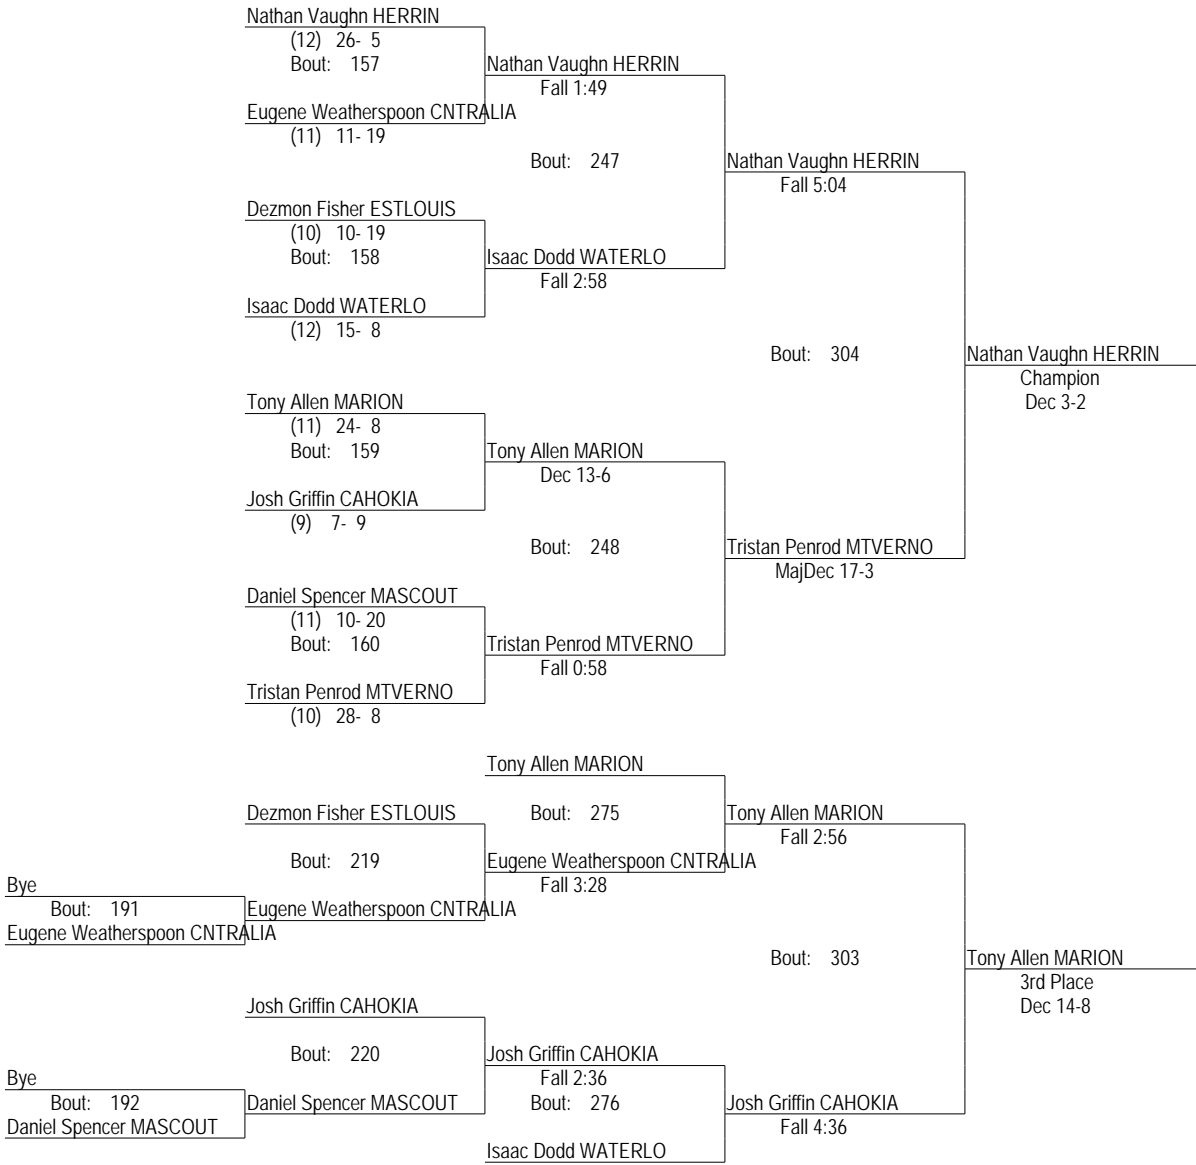 Nathan Vaughn HERRIN
(12) 26- 5
Bout: 157
Nathan Vaughn HERRIN
Fall 1:49
Eugene Weatherspoon CNTRALIA
(11) 11- 19
Bout: 247
Nathan Vaughn HERRIN
Fall 5:04
Dezmon Fisher ESTLOUIS
(10) 10- 19
Bout: 158
Isaac Dodd WATERLO
Fall 2:58
Isaac Dodd WATERLO
(12) 15- 8
Bout: 304
Nathan Vaughn HERRIN
Champion
Dec 3-2
Tony Allen MARION
(11) 24- 8
Bout: 159
Tony Allen MARION
Dec 13-6
Josh Griffin CAHOKIA
(9) 7- 9
Bout: 248
Tristan Penrod MTVERNO
MajDec 17-3
Daniel Spencer MASCOUT
(11) 10- 20
Bout: 160
Tristan Penrod MTVERNO
Fall 0:58
Tristan Penrod MTVERNO
(10) 28- 8
Tony Allen MARION
Dezmon Fisher ESTLOUIS
Bout: 275
Tony Allen MARION
Fall 2:56
Bout: 219
Eugene Weatherspoon CNTRALIA
Fall 3:28
Bye
Bout: 191
Eugene Weatherspoon CNTRALIA
Eugene Weatherspoon CNTRALIA
Bout: 303
Tony Allen MARION
3rd Place
Dec 14-8
Josh Griffin CAHOKIA
Bout: 220
Josh Griffin CAHOKIA
Fall 2:36
Bye
Bout: 192
Daniel Spencer MASCOUT
Daniel Spencer MASCOUT
Bout: 276
Josh Griffin CAHOKIA
Fall 4:36
Isaac Dodd WATERLO